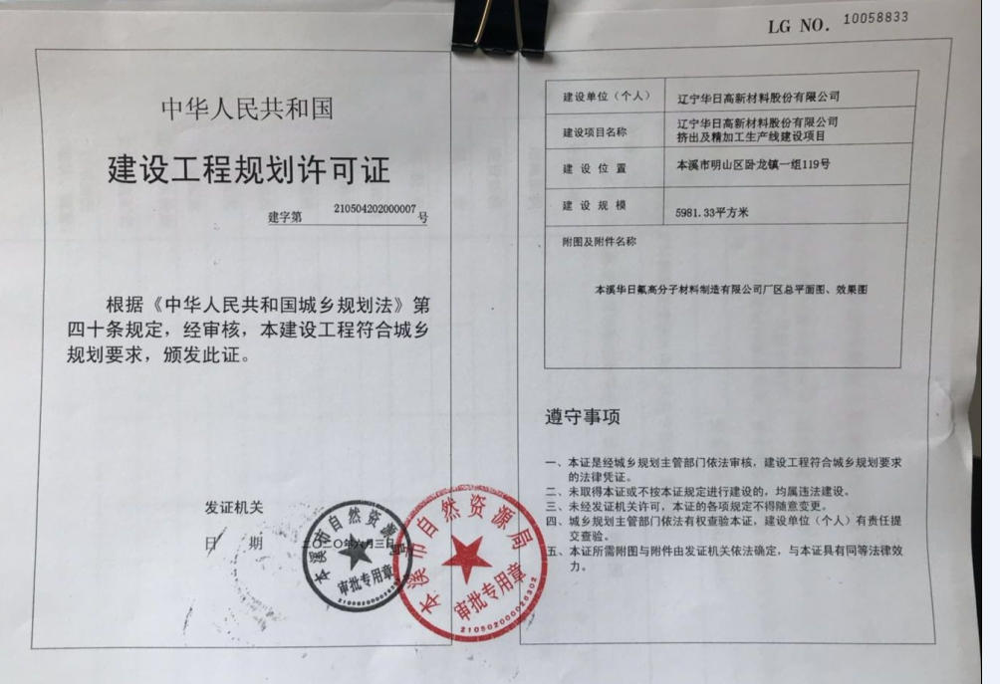 LG NO. 10058833
中华人民共和国
建设工程规划许可证
建字第 210504202000007 号
根据《中华人民共和国城乡规划法》第
四十条规定，经审核，本建设工程符合城乡
规划要求，颁发此证。
发证机关
日 期 二〇二〇年六月三日
本溪市自然资源局
审批专用章
本溪市自然资源局
审批专用章
建设单位（个人） 辽宁华日高新材料股份有限公司
建设项目名称 辽宁华日高新材料股份有限公司
挤出及精加工生产线建设项目
建设位置 本溪市明山区卧龙镇一组119号
建设规模 5981.33平方米
附图及附件名称
本溪华日氟高分子材料制造有限公司厂区总平面图、效果图
遵守事项
一、本证是经城乡规划主管部门依法审核，建设工程符合城乡规划要求
的法律凭证。
二、未取得本证或不按本证规定进行建设的，均属违法建设。
三、未经发证机关许可，本证的各项规定不得随意变更。
四、城乡规划主管部门依法有权查验本证，建设单位（个人）有责任提
交查验。
五、本证所需附图与附件由发证机关依法确定，与本证具有同等法律效
力。